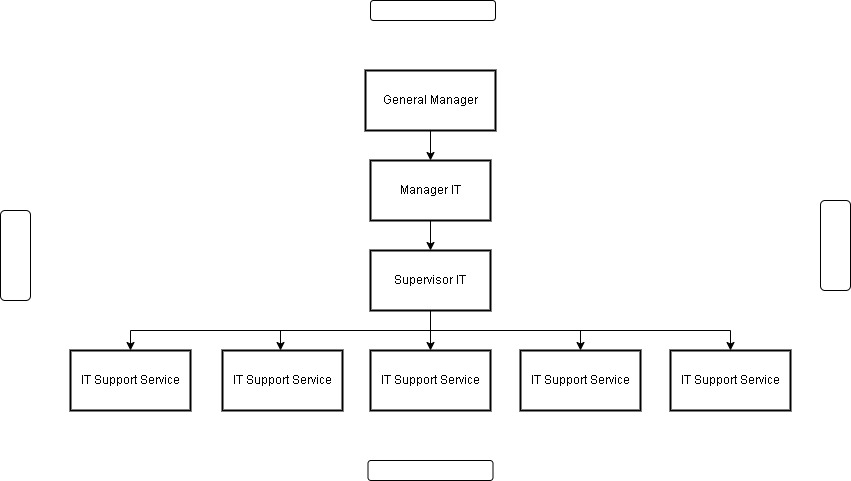 General Manager
Manager IT
Supervisor IT
IT Support Service
IT Support Service
IT Support Service
IT Support Service
IT Support Service